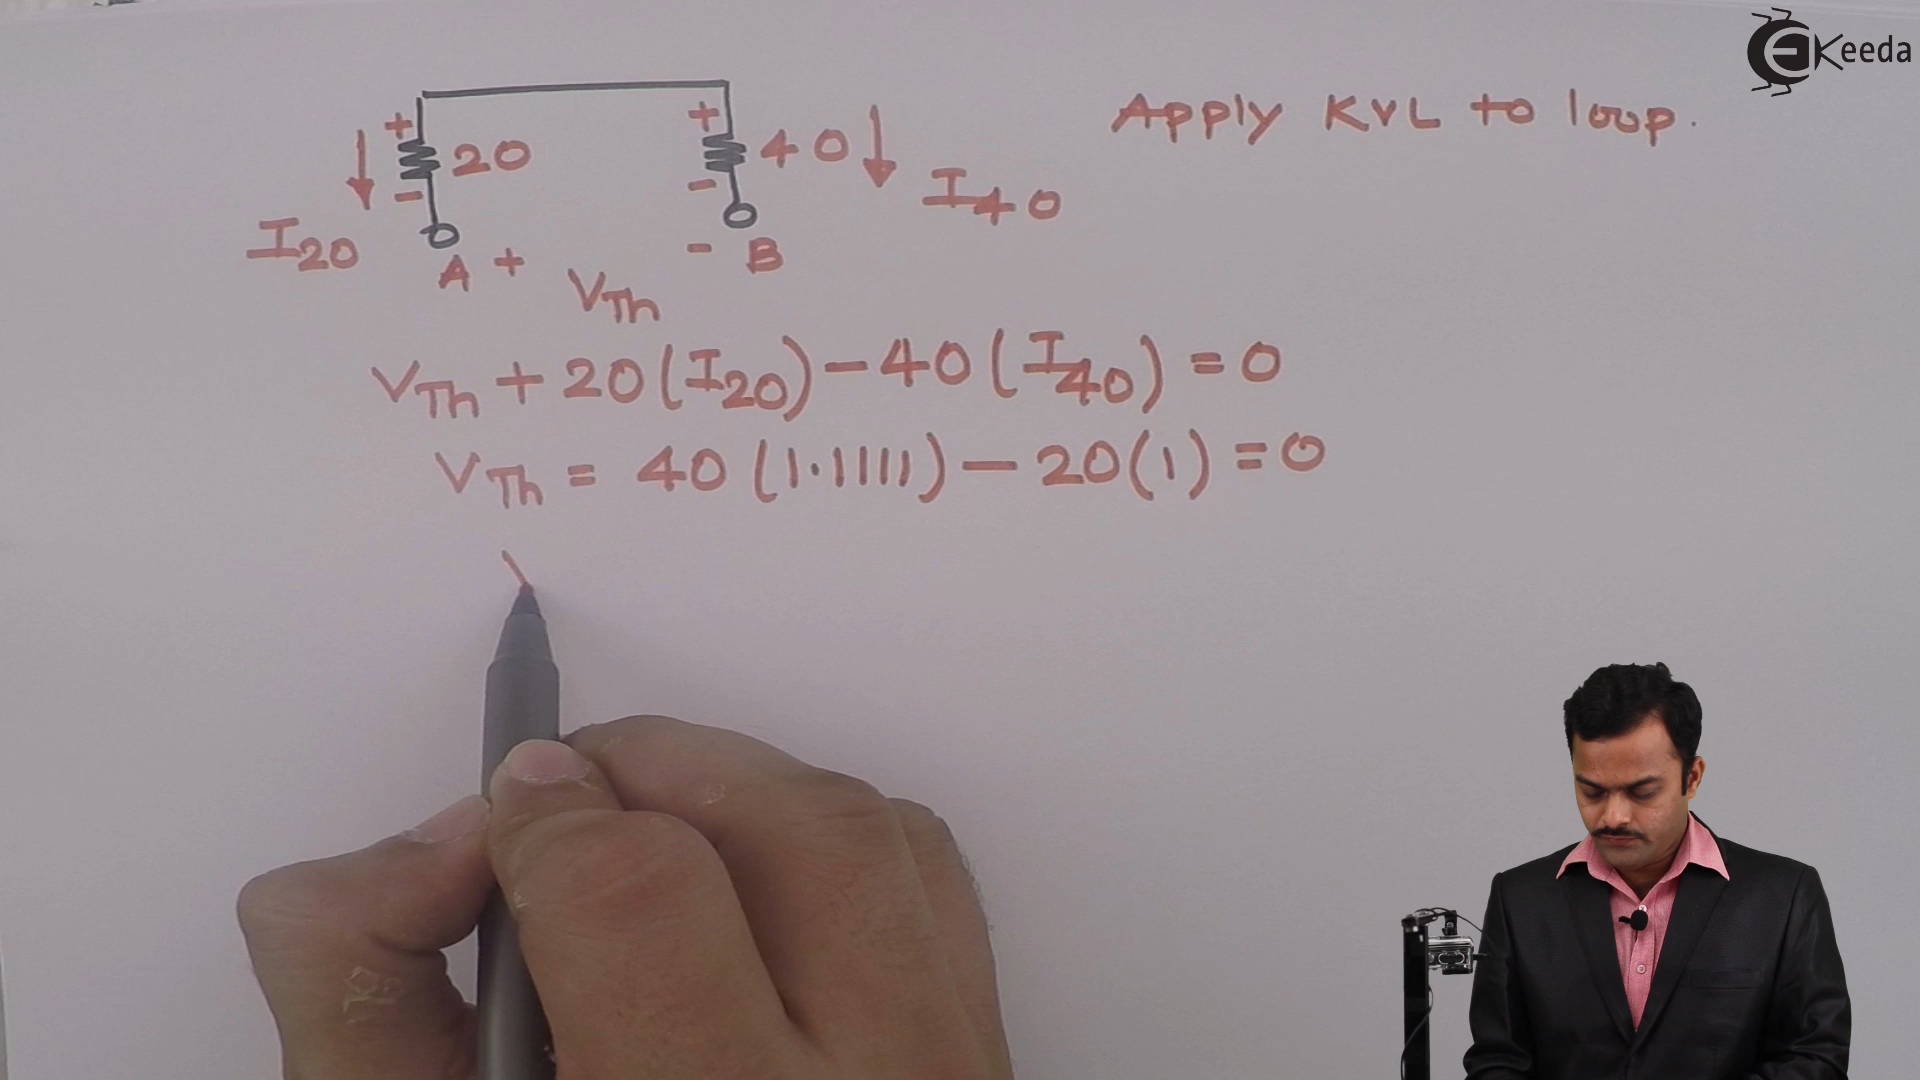 EKeeda
Apply KVL to loop.
+ 20 + 40
- -
I20 I40
A + - B
VTh
VTh + 20(I20) - 40(I40) = 0
VTh = 40(1.1111) - 20(1) = 0